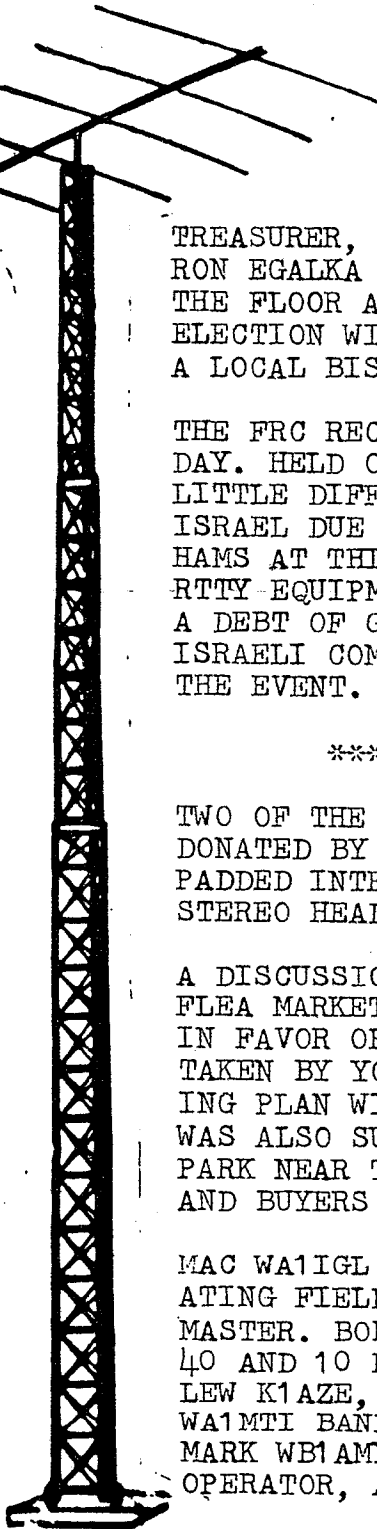 TREASURER,
RON EGALKA
THE FLOOR A
ELECTION WI
A LOCAL BIS
THE FRC REC
DAY. HELD O
LITTLE DIFF
ISRAEL DUE
HAMS AT THI
RTTY EQUIPM
A DEBT OF G
ISRAELI COM
THE EVENT.
***
TWO OF THE
DONATED BY
PADDED INTE
STEREO HEAD
A DISCUSSIO
FLEA MARKET
IN FAVOR OF
TAKEN BY YO
ING PLAN WI
WAS ALSO SU
PARK NEAR T
AND BUYERS
MAC WA1IGL
ATING FIEL
MASTER. BOB
40 AND 10
LEW K1AZE,
WA1MTI BAND
MARK WB1AM
OPERATOR, A